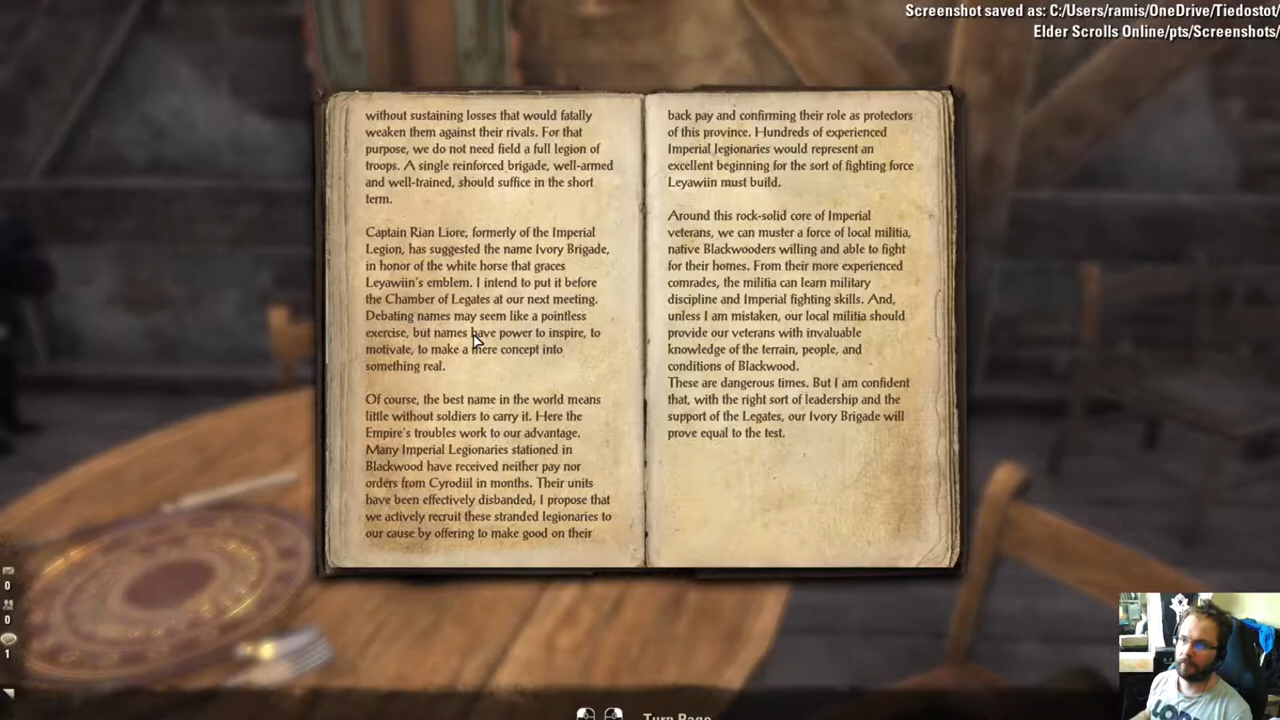 Screenshot saved as: C:/Users/ramis/OneDrive/Tiedostot/
Elder Scrolls Online/pts/Screenshots/
without sustaining losses that would fatally
weaken them against their rivals. For that
purpose, we do not need field a full legion of
troops. A single reinforced brigade, well-armed
and well-trained, should suffice in the short
term.
Captain Rian Liore, formerly of the Imperial
Legion, has suggested the name Ivory Brigade,
in honor of the white horse that graces
Leyawiin's emblem. I intend to put it before
the Chamber of Legates at our next meeting.
Debating names may seem like a pointless
exercise, but names have power to inspire, to
motivate, to make a mere concept into
something real.
Of course, the best name in the world means
little without soldiers to carry it. Here the
Empire's troubles work to our advantage.
Many Imperial Legionaries stationed in
Blackwood have received neither pay nor
orders from Cyrodiil in months. Their units
have been effectively disbanded, I propose that
we actively recruit these stranded legionaries to
our cause by offering to make good on their
back pay and confirming their role as protectors
of this province. Hundreds of experienced
Imperial legionaries would represent an
excellent beginning for the sort of fighting force
Leyawiin must build.
Around this rock-solid core of Imperial
veterans, we can muster a force of local militia,
native Blackwooders willing and able to fight
for their homes. From their more experienced
comrades, the militia can learn military
discipline and Imperial fighting skills. And,
unless I am mistaken, our local militia should
provide our veterans with invaluable
knowledge of the terrain, people, and
conditions of Blackwood.
These are dangerous times. But I am confident
that, with the right sort of leadership and the
support of the Legates, our Ivory Brigade will
prove equal to the test.
0
0
1
Turn Page